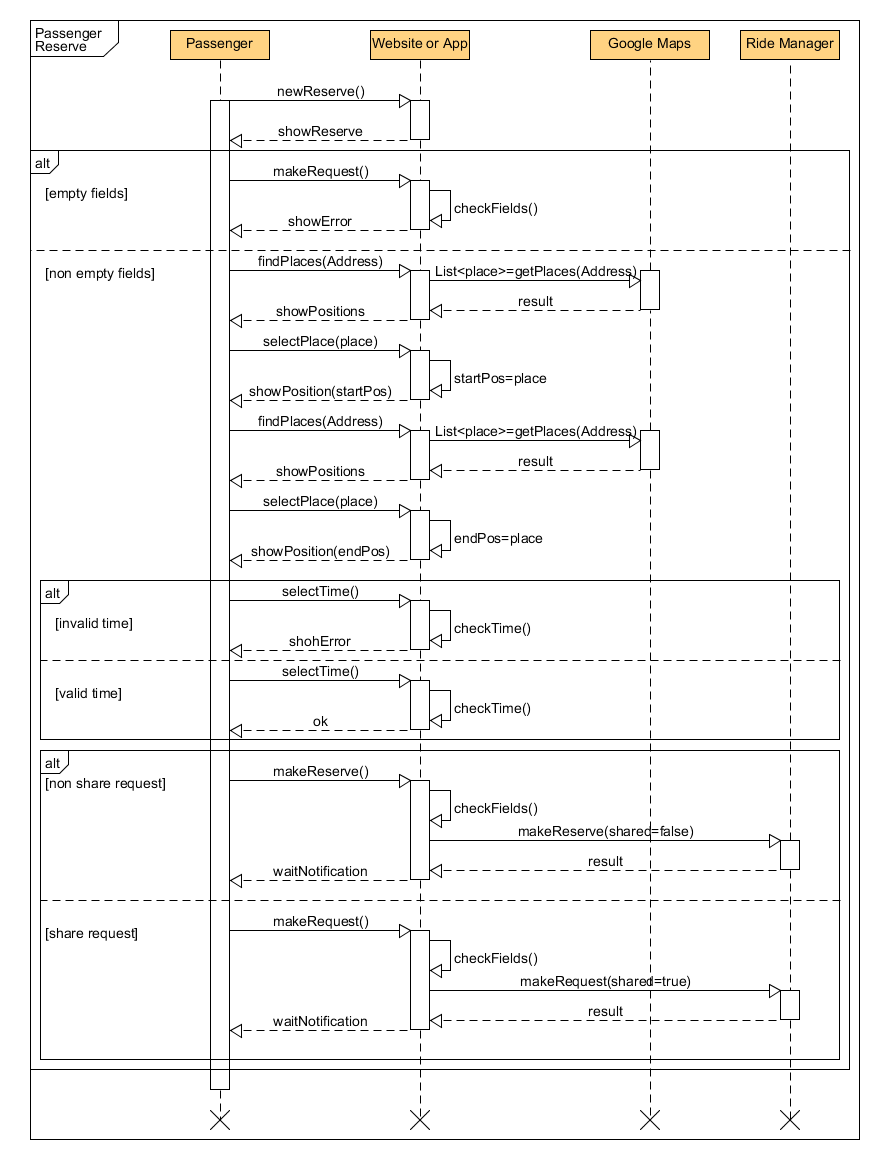 Passenger
Reserve
Passenger
Website or App
Google Maps
Ride Manager
newReserve()
showReserve
alt
makeRequest()
[empty fields]
checkFields()
showError
findPlaces(Address)
[non empty fields]
List<place>=getPlaces(Address)
result
showPositions
selectPlace(place)
startPos=place
showPosition(startPos)
findPlaces(Address)
List<place>=getPlaces(Address)
result
showPositions
selectPlace(place)
endPos=place
showPosition(endPos)
alt
selectTime()
[invalid time]
checkTime()
shohError
selectTime()
[valid time]
checkTime()
ok
alt
makeReserve()
[non share request]
checkFields()
makeReserve(shared=false)
result
waitNotification
makeRequest()
[share request]
checkFields()
makeRequest(shared=true)
result
waitNotification